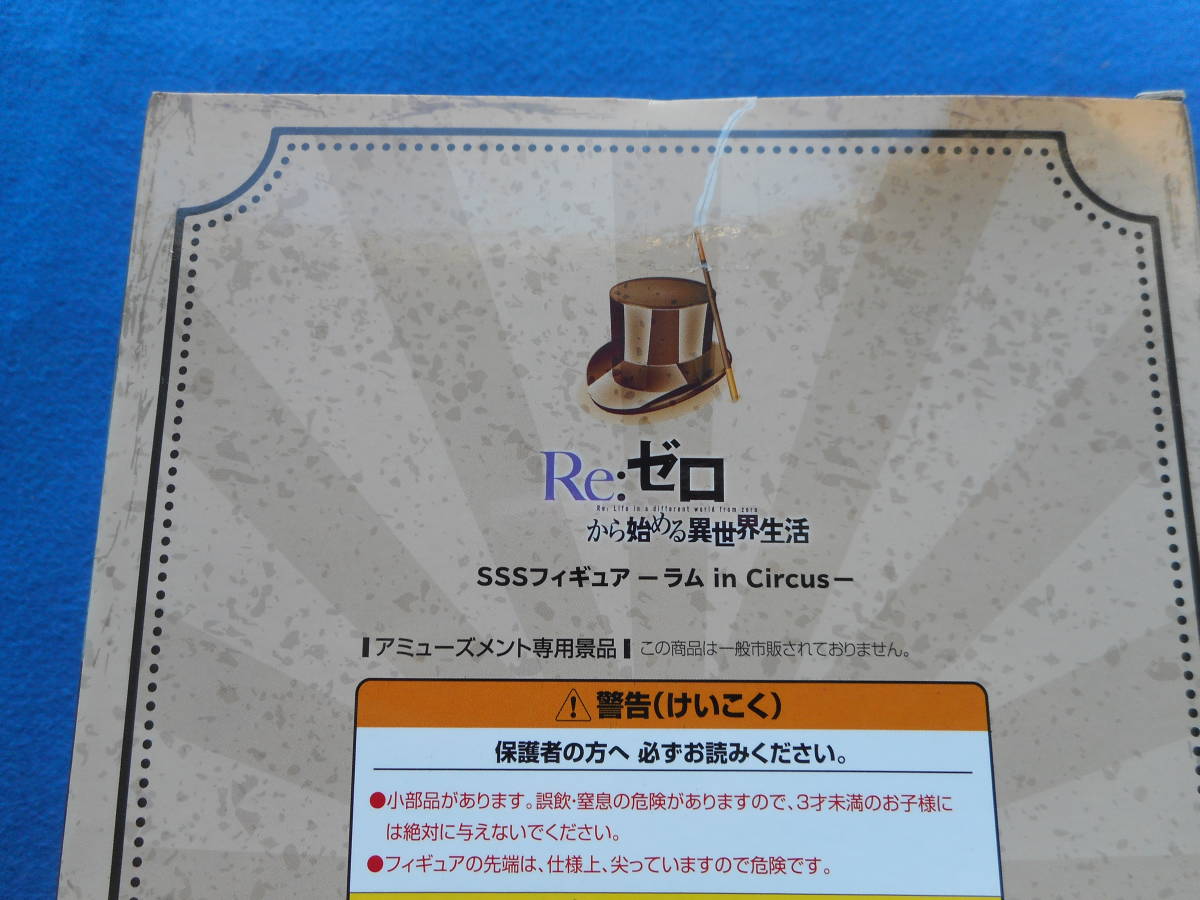 Re:ゼロ
Re: Life in a different world from zero
から始める異世界生活
SSSフィギュア ーラム in Circusー
アミューズメント専用景品 この商品は一般市販されておりません。
警告(けいこく)
保護者の方へ 必ずお読みください。
●小部品があります。誤飲・窒息の危険がありますので、3才未満のお子様に
は絶対に与えないでください。
●フィギュアの先端は、仕様上、尖っていますので危険です。